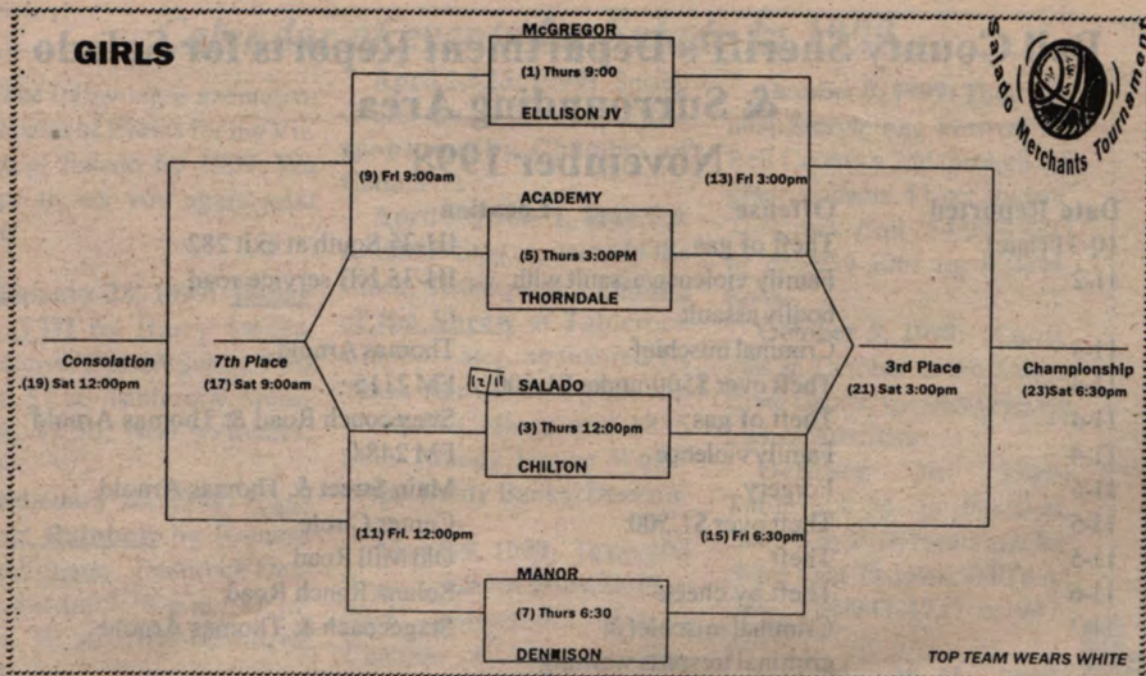 GIRLS
Salado Merchants Tournament
McGREGOR
(1) Thurs 9:00
ELLLISON JV
(9) Fri 9:00am
(13) Fri 3:00pm
ACADEMY
(5) Thurs 3:00PM
THORNDALE
Consolation
7th Place
3rd Place
Championship
(19) Sat 12:00pm
(17) Sat 9:00am
(21) Sat 3:00pm
(23)Sat 6:30pm
12/11 SALADO
(3) Thurs 12:00pm
CHILTON
(11) Fri. 12:00pm
(15) Fri 6:30pm
MANOR
(7) Thurs 6:30
DENNISON
TOP TEAM WEARS WHITE